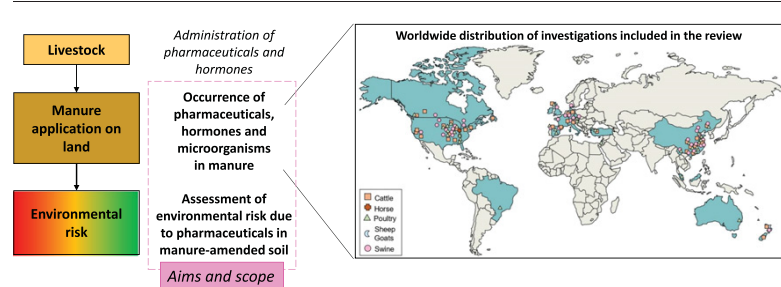 Livestock
Manure
application on
land
Environmental
risk
Administration of
pharmaceuticals and
hormones
Occurrence of
pharmaceuticals,
hormones and
microorganisms
in manure
Assessment of
environmental risk due
to pharmaceuticals in
manure-amended soil
Aims and scope
Worldwide distribution of investigations included in the review
Cattle
Horse
Poultry
Sheep
Goats
Swine